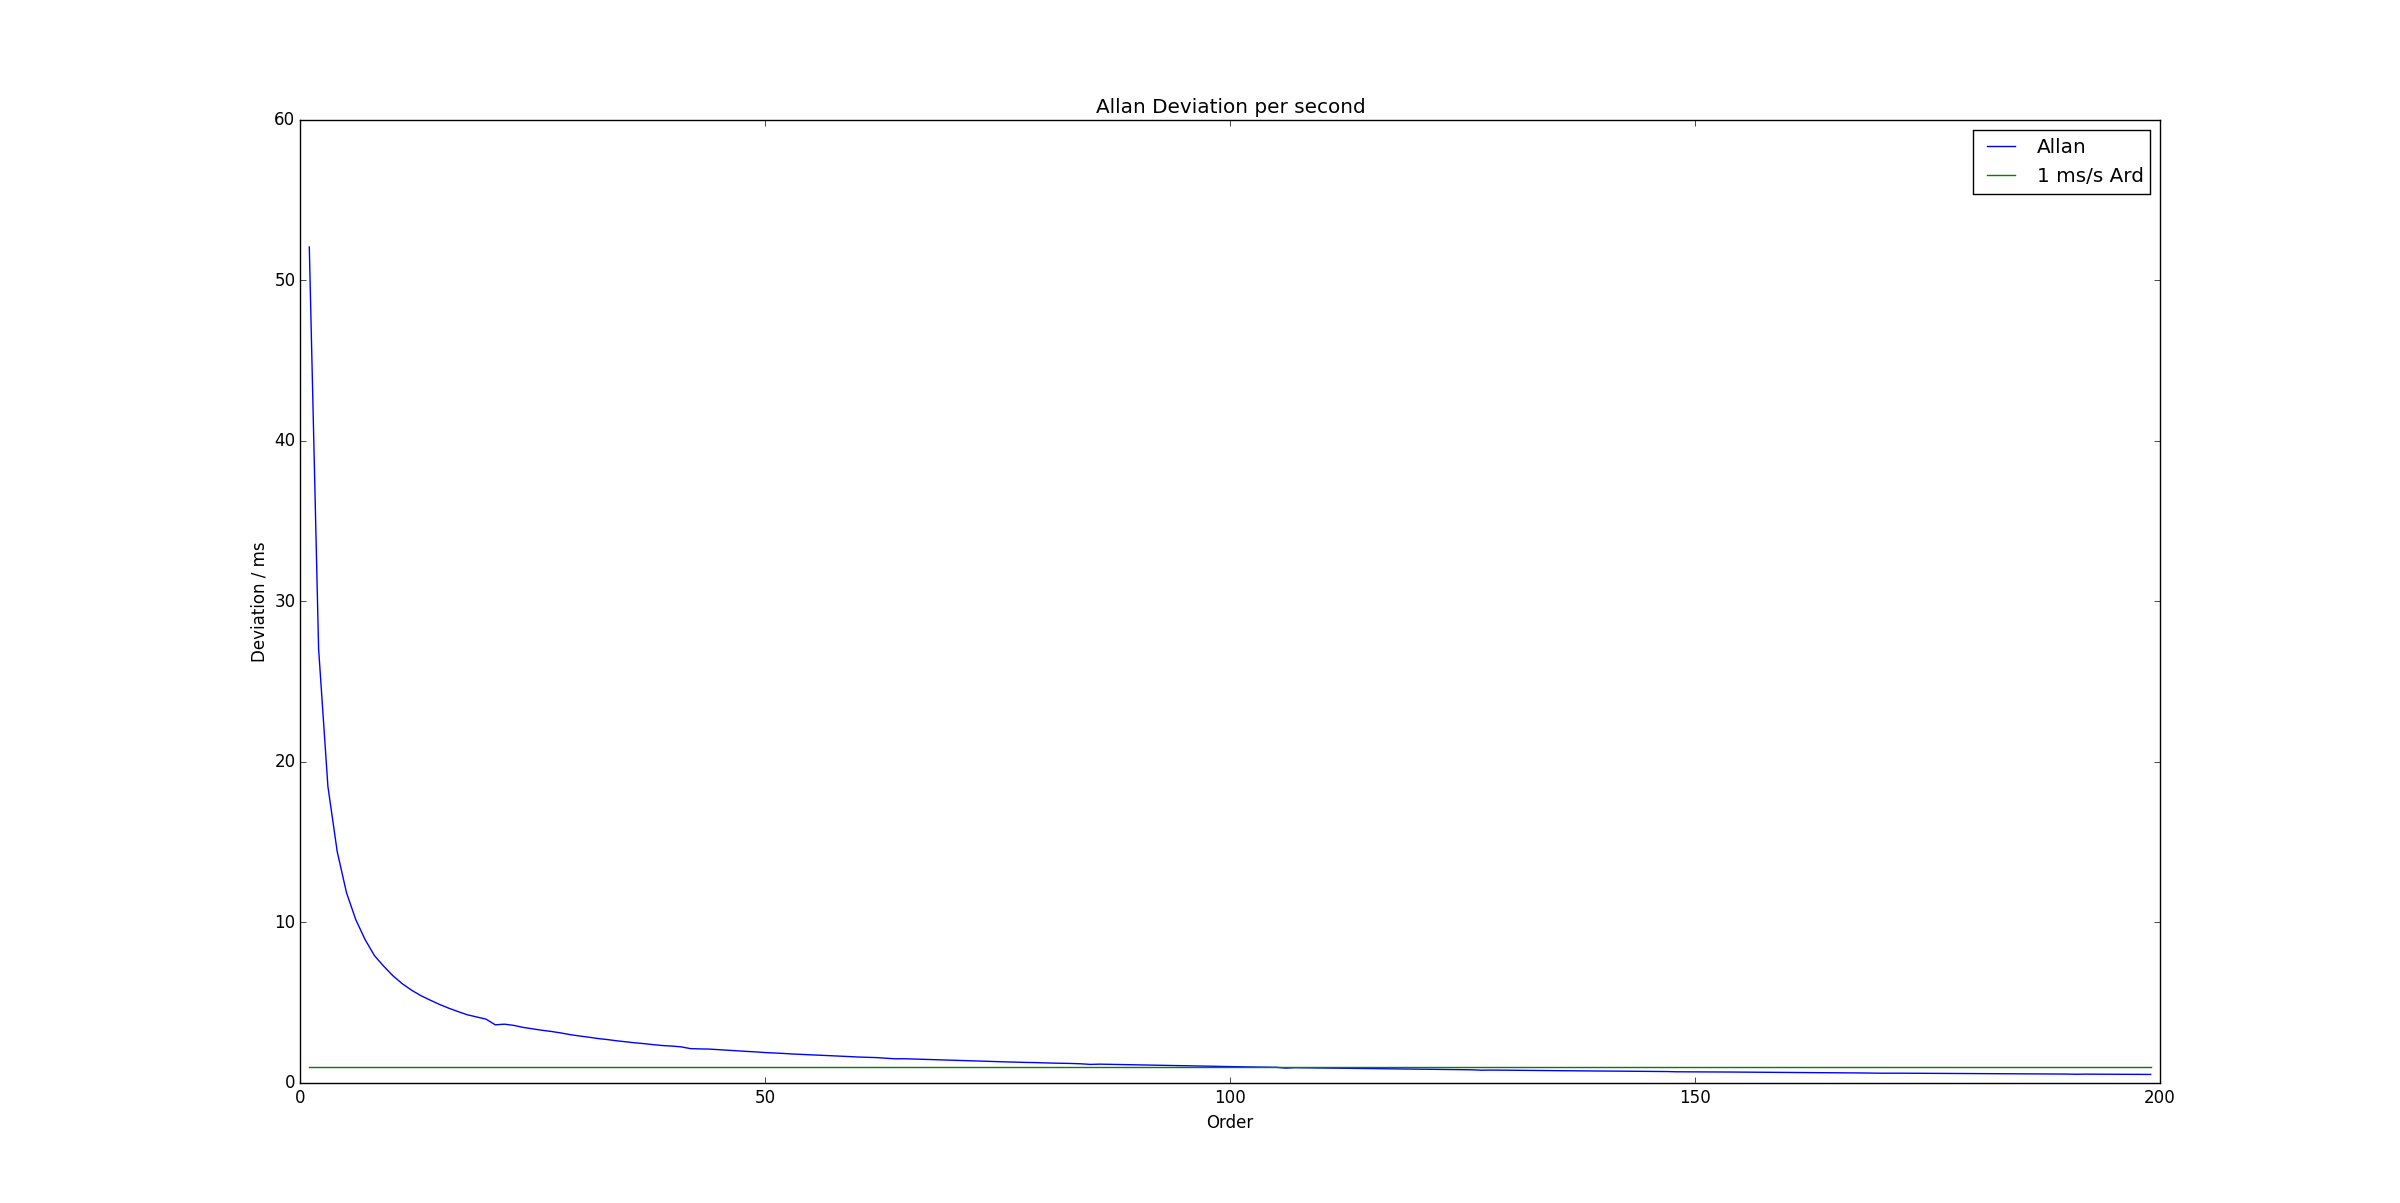 Allan Deviation per second
60
50
40
30
20
10
0
Deviation / ms
Allan
1 ms/s Ard
0 50 100 150 200
Order